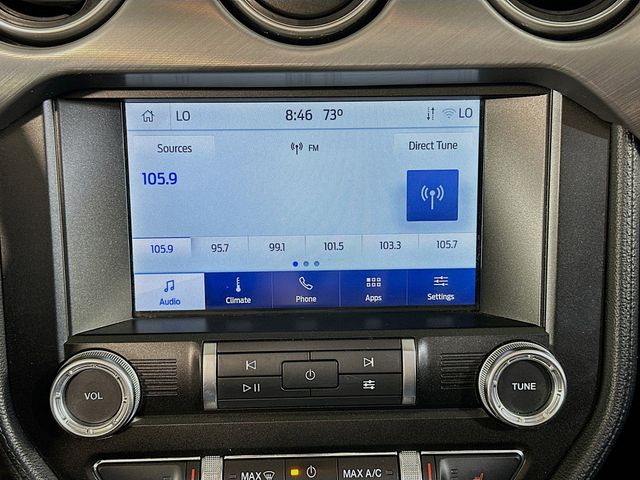 LO 8:46 73° LO
Sources FM Direct Tune
105.9
105.9 95.7 99.1 101.5 103.3 105.7
Audio Climate Phone Apps Settings
VOL TUNE
MAX MAX A/C